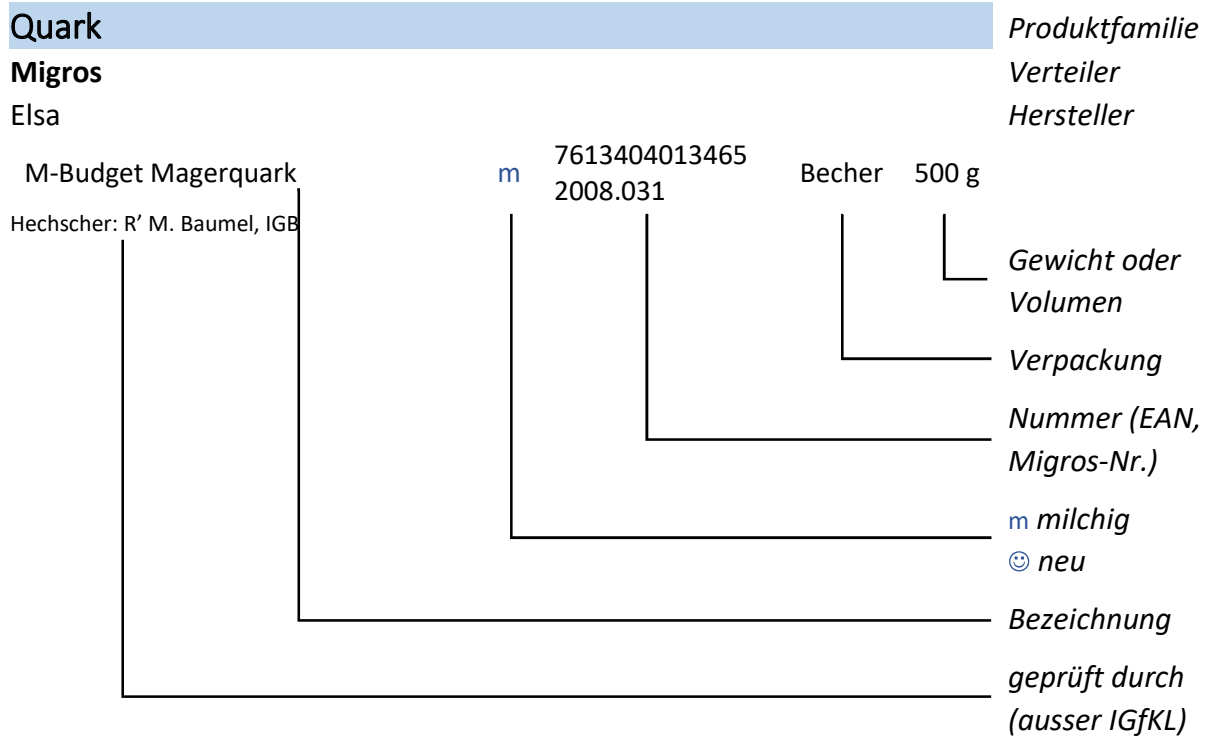 Quark Produktfamilie
Migros Verteiler
Elsa Hersteller
M-Budget Magerquark m 7613404013465 Becher 500 g
2008.031
Hechscher: R’ M. Baumel, IGB
Gewicht oder
Volumen
Verpackung
Nummer (EAN,
Migros-Nr.)
m milchig
☺ neu
Bezeichnung
geprüft durch
(ausser IGfKL)